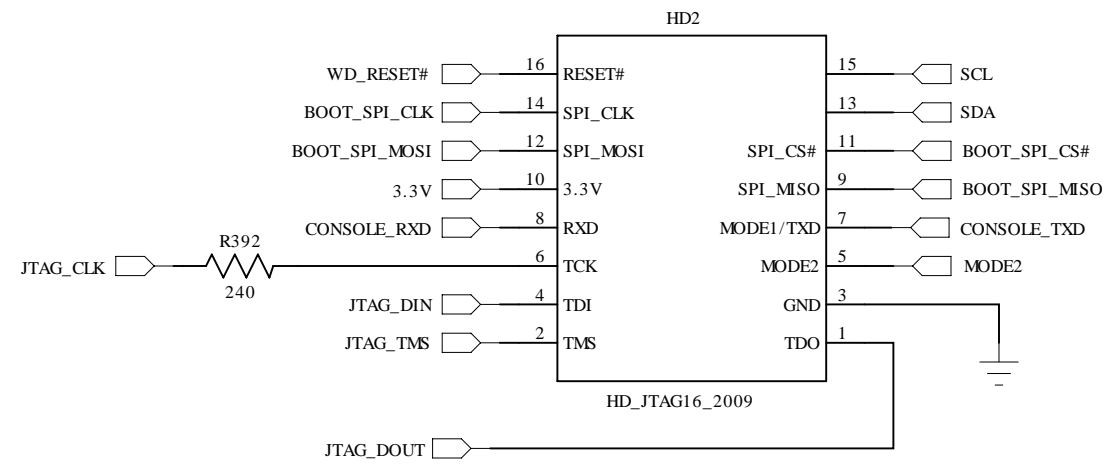 HD2
WD_RESET# 16 RESET# 15 SCL
BOOT_SPI_CLK 14 SPI_CLK 13 SDA
BOOT_SPI_MOSI 12 SPI_MOSI SPI_CS# 11 BOOT_SPI_CS#
3.3V 10 3.3V SPI_MISO 9 BOOT_SPI_MISO
CONSOLE_RXD 8 RXD MODE1/TXD 7 CONSOLE_TXD
R392
JTAG_CLK 6 TCK MODE2 5 MODE2
240
JTAG_DIN 4 TDI GND 3
JTAG_TMS 2 TMS TDO 1
HD_JTAG16_2009
JTAG_DOUT